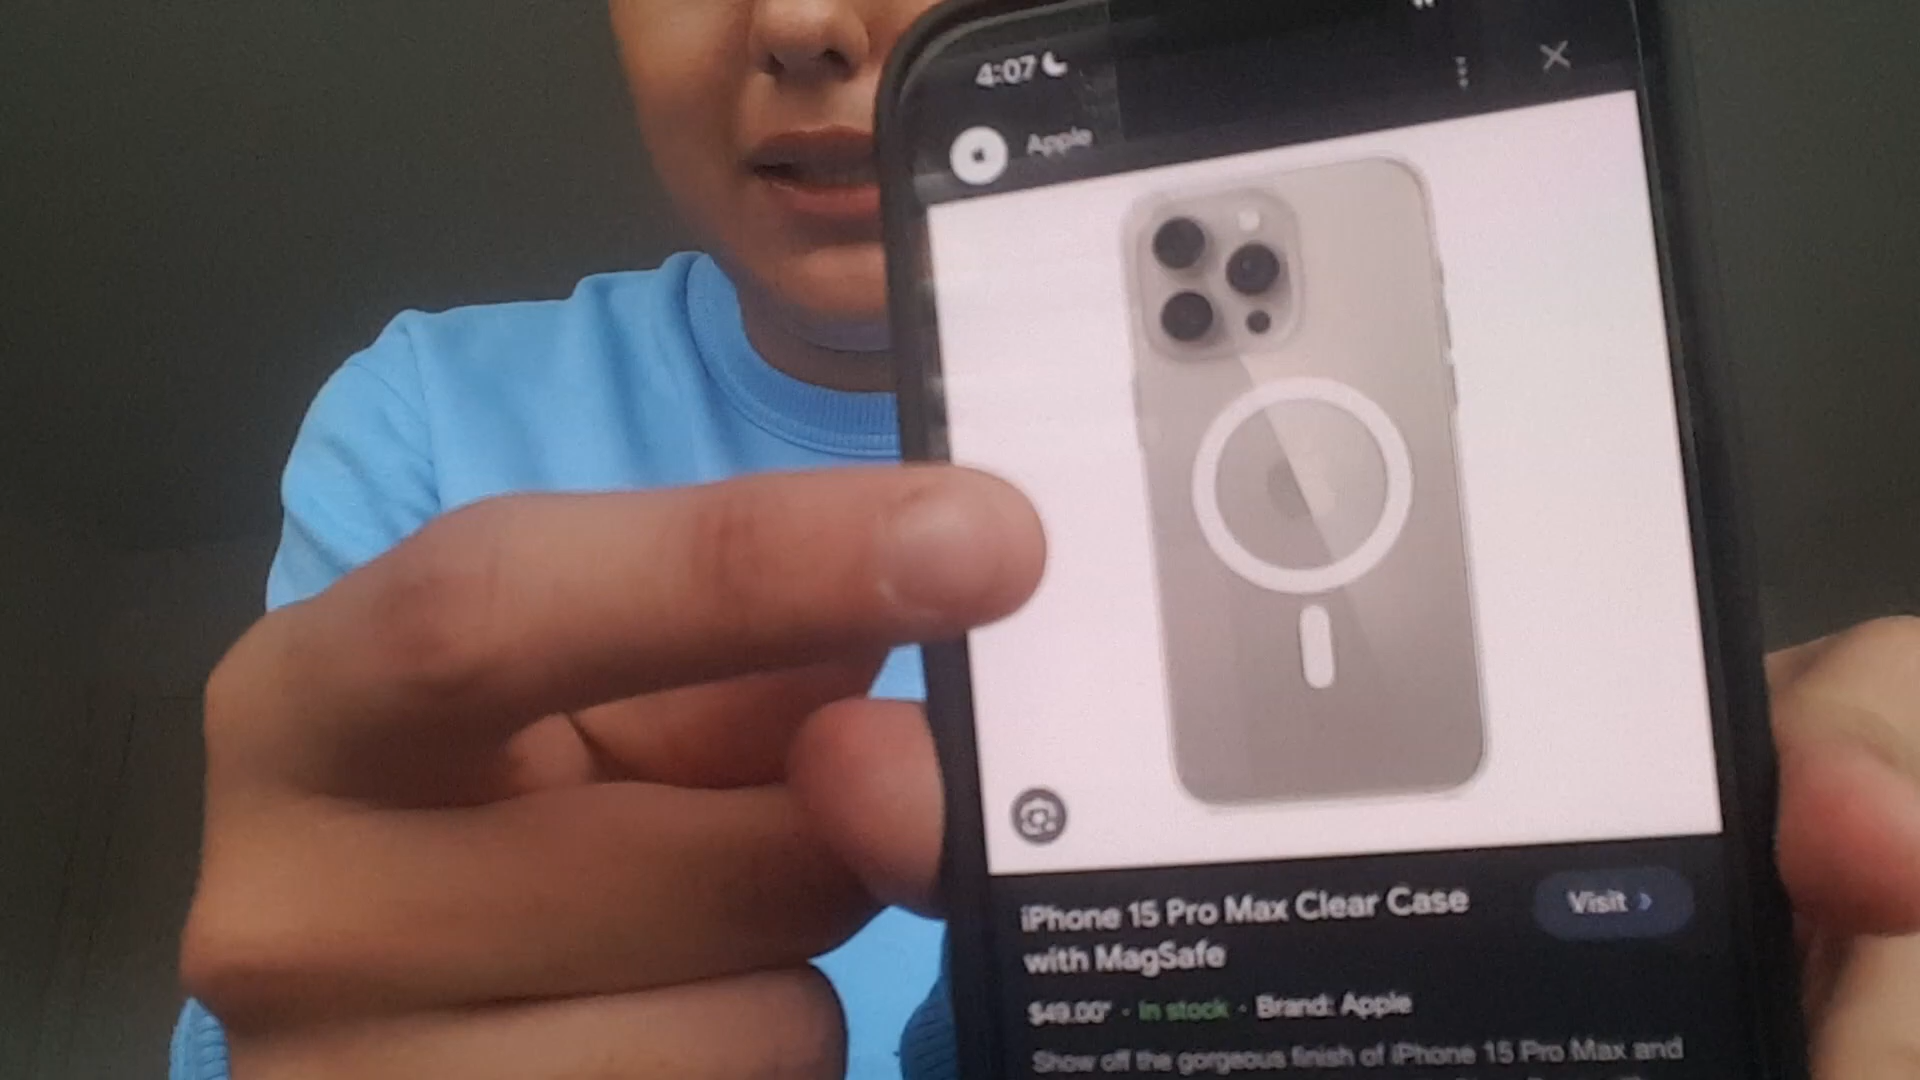 4:07
Apple
iPhone 15 Pro Max Clear Case
with MagSafe
Visit >
$49.00* · In stock · Brand: Apple
Show off the gorgeous finish of iPhone 15 Pro Max and